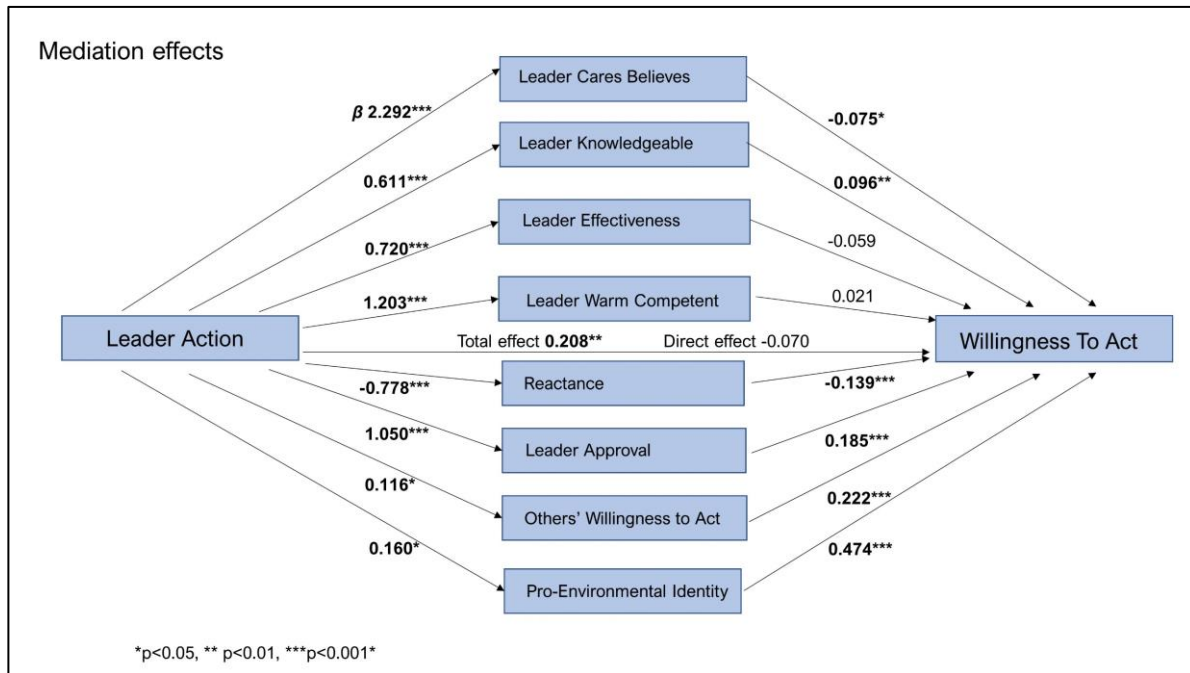 Mediation effects
Leader Cares Believes
β 2.292***
-0.075*
Leader Knowledgeable
0.611***
0.096**
Leader Effectiveness
0.720***
-0.059
Leader Warm Competent
1.203***
0.021
Leader Action
Total effect 0.208**
Direct effect -0.070
Willingness To Act
Reactance
-0.778***
-0.139***
Leader Approval
1.050***
0.185***
Others' Willingness to Act
0.116*
0.222***
Pro-Environmental Identity
0.160*
0.474***
*p<0.05, ** p<0.01, ***p<0.001*